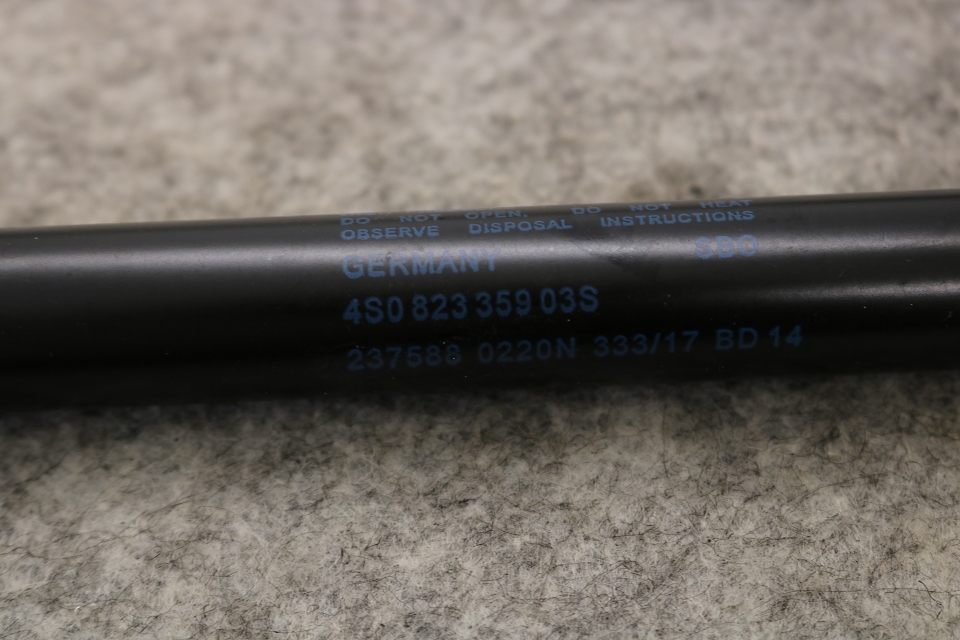 DO NOT OPEN. DO NOT HEAT
OBSERVE DISPOSAL INSTRUCTIONS
GERMANY SDO
4S0 823 359 03S
237588 0220N 333/17 BD 14